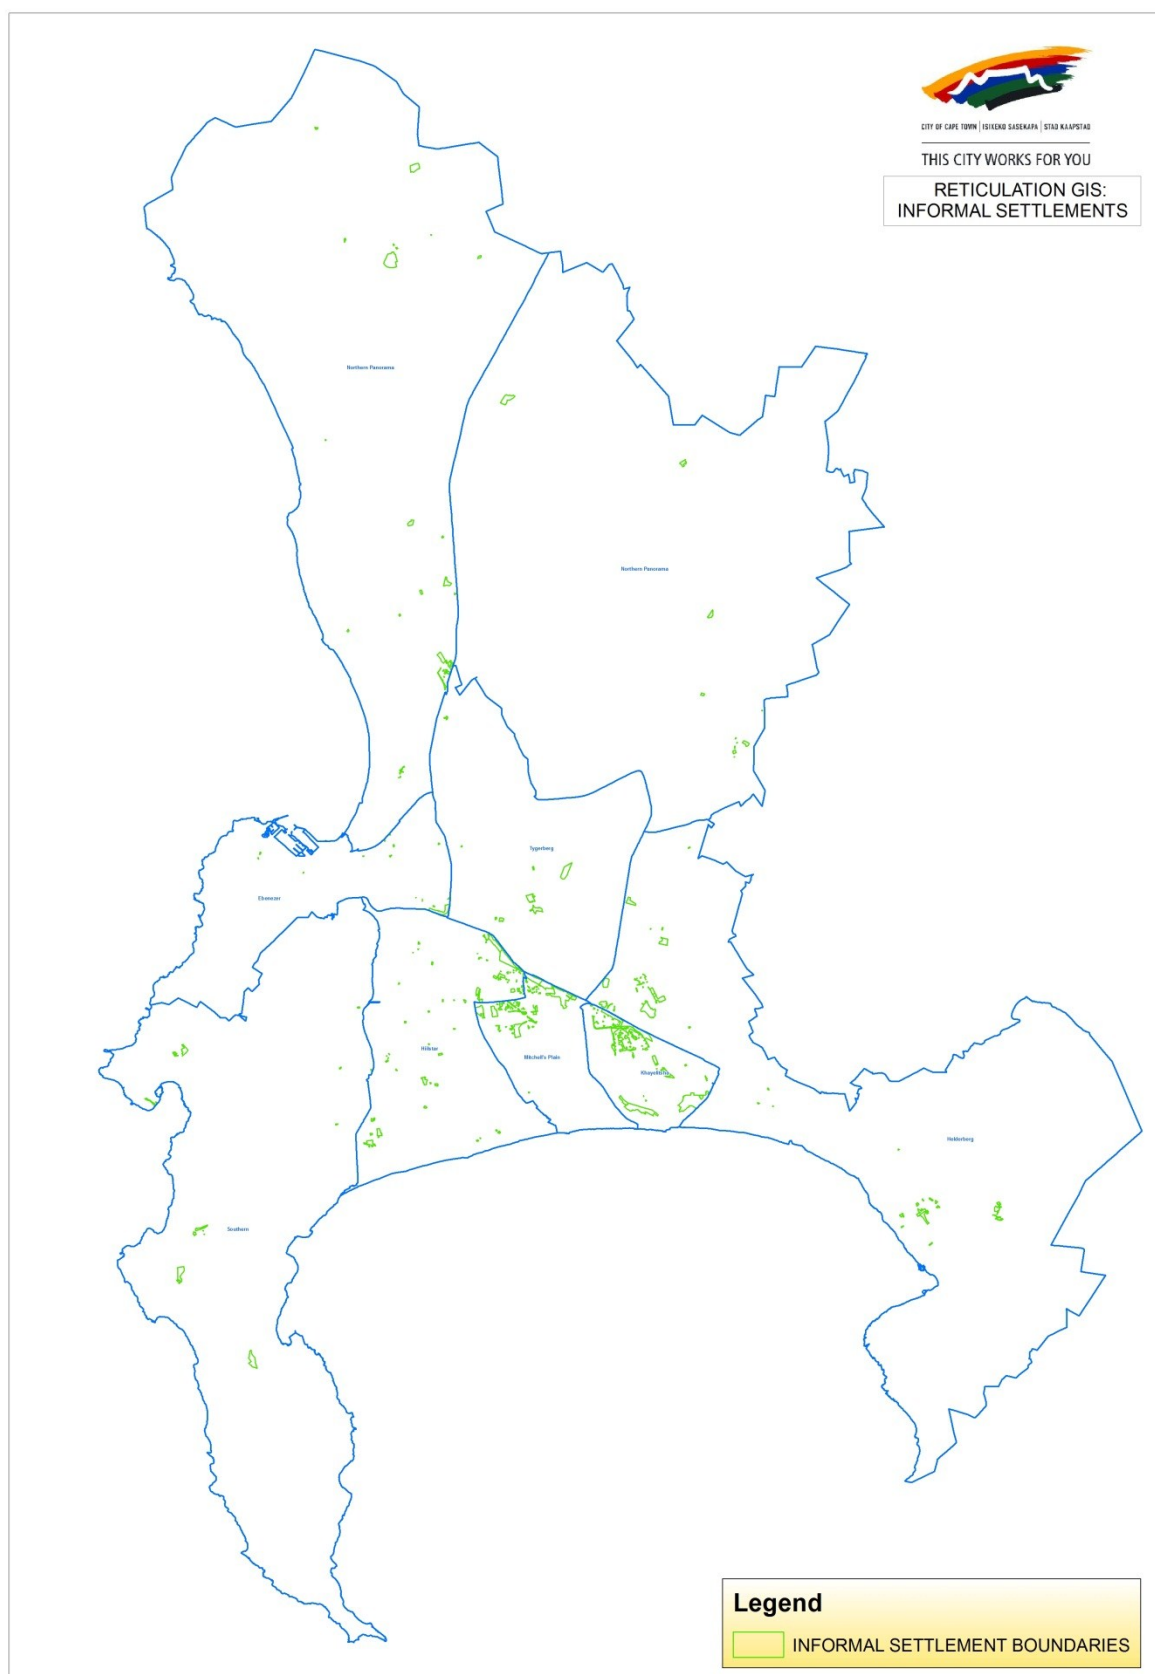 CITY OF CAPE TOWN | ISIXEKO SASEKAPA | STAD KAAPSTAD
THIS CITY WORKS FOR YOU
RETICULATION GIS:
INFORMAL SETTLEMENTS
Northern Panorama
Northern Panorama
Tygerberg
Ebenezer
Hillstar
Mitchell's Plain
Khayelitsha
Helderberg
Southern
Legend
INFORMAL SETTLEMENT BOUNDARIES